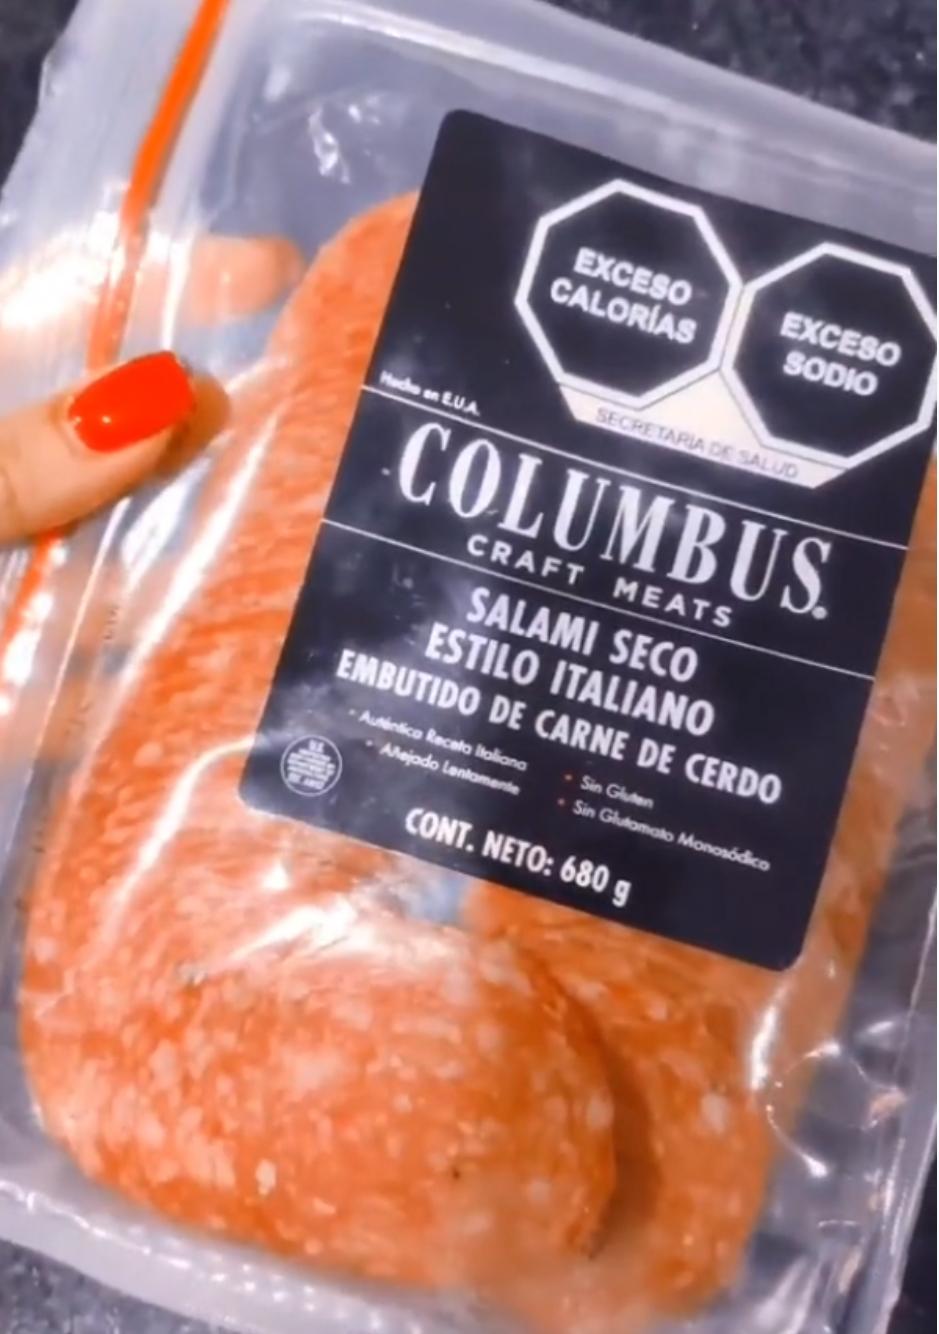 EXCESO
CALORÍAS
EXCESO
SODIO
SECRETARÍA DE SALUD
Hecho en E.U.A.
COLUMBUS®
CRAFT MEATS
SALAMI SECO
ESTILO ITALIANO
EMBUTIDO DE CARNE DE CERDO
• Auténtica Receta Italiana
• Añejado Lentamente
• Sin Gluten
• Sin Glutamato Monosódico
CONT. NETO: 680 g